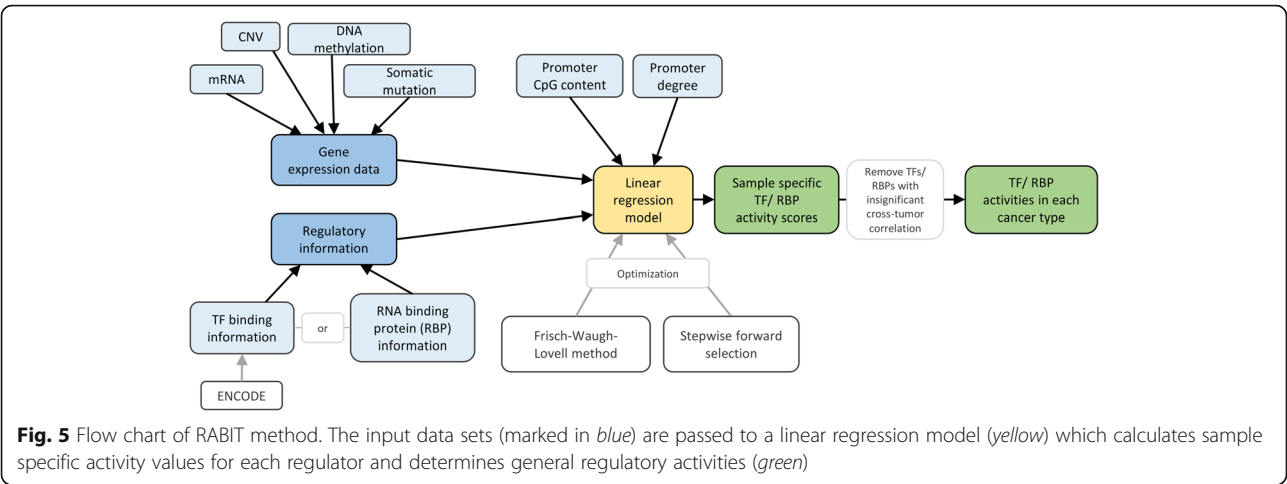 CNV
DNA
methylation
mRNA
Somatic
mutation
Gene
expression data
Promoter
CpG content
Promoter
degree
Regulatory
information
TF binding
information
or
RNA binding
protein (RBP)
information
ENCODE
Linear
regression
model
Optimization
Frisch-Waugh-
Lovell method
Stepwise forward
selection
Sample specific
TF/ RBP
activity scores
Remove TFs/
RBPs with
insignificant
cross-tumor
correlation
TF/ RBP
activities in each
cancer type
Fig. 5 Flow chart of RABIT method. The input data sets (marked in blue) are passed to a linear regression model (yellow) which calculates sample
specific activity values for each regulator and determines general regulatory activities (green)